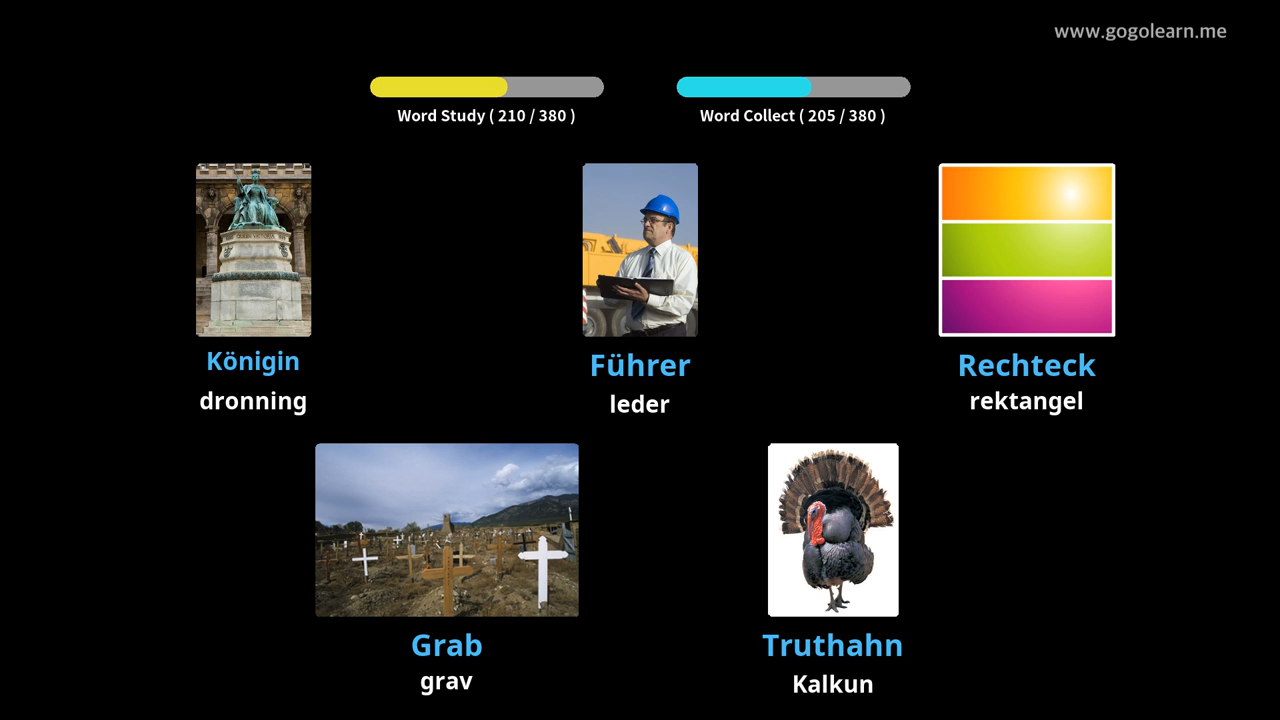 www.gogolearn.me
Word Study ( 210 / 380 )
Word Collect ( 205 / 380 )
Königin
dronning
Führer
leder
Rechteck
rektangel
Grab
grav
Truthahn
Kalkun